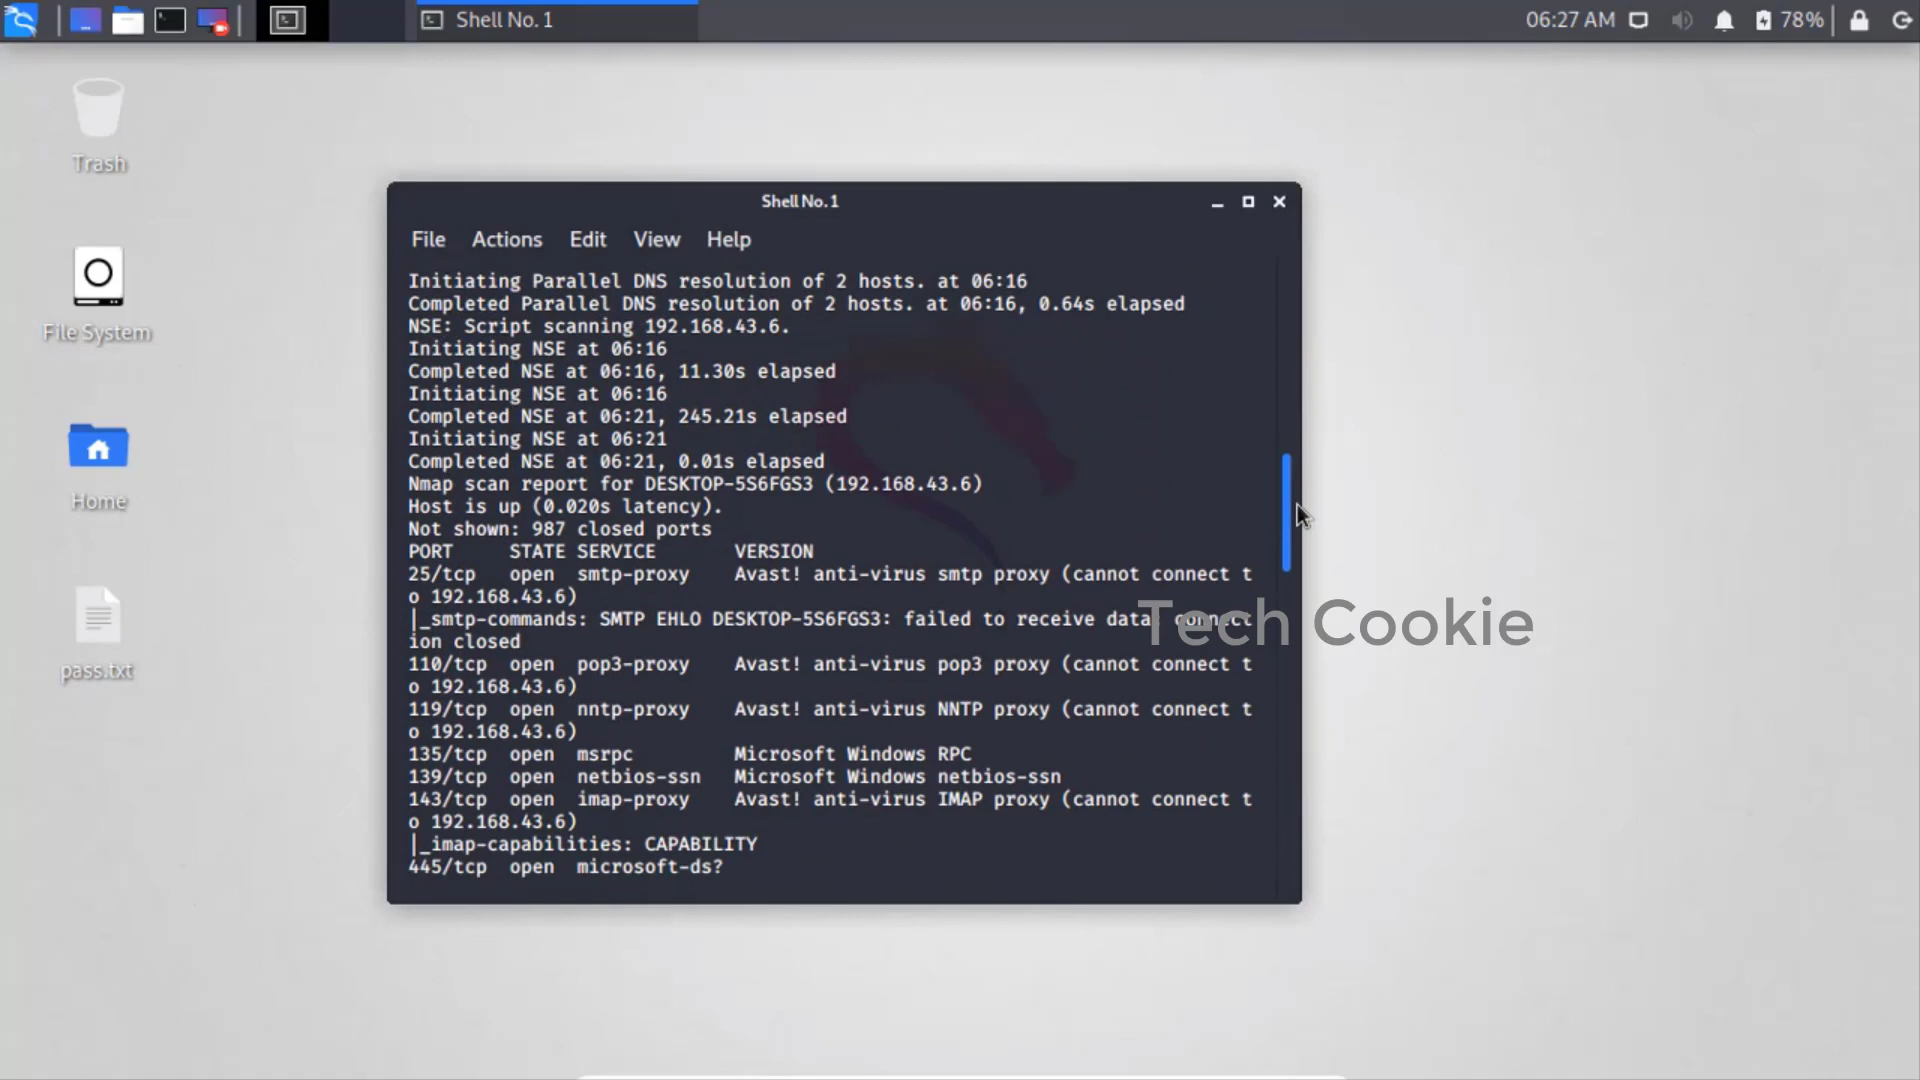 Shell No. 1
06:27 AM
78%
Trash
File System
Home
pass.txt
Shell No. 1
File Actions Edit View Help
Initiating Parallel DNS resolution of 2 hosts. at 06:16
Completed Parallel DNS resolution of 2 hosts. at 06:16, 0.64s elapsed
NSE: Script scanning 192.168.43.6.
Initiating NSE at 06:16
Completed NSE at 06:16, 11.30s elapsed
Initiating NSE at 06:16
Completed NSE at 06:21, 245.21s elapsed
Initiating NSE at 06:21
Completed NSE at 06:21, 0.01s elapsed
Nmap scan report for DESKTOP-5S6FGS3 (192.168.43.6)
Host is up (0.020s latency).
Not shown: 987 closed ports
PORT STATE SERVICE VERSION
25/tcp open smtp-proxy Avast! anti-virus smtp proxy (cannot connect t
o 192.168.43.6)
|_smtp-commands: SMTP EHLO DESKTOP-5S6FGS3: failed to receive data: connect
ion closed
110/tcp open pop3-proxy Avast! anti-virus pop3 proxy (cannot connect t
o 192.168.43.6)
119/tcp open nntp-proxy Avast! anti-virus NNTP proxy (cannot connect t
o 192.168.43.6)
135/tcp open msrpc Microsoft Windows RPC
139/tcp open netbios-ssn Microsoft Windows netbios-ssn
143/tcp open imap-proxy Avast! anti-virus IMAP proxy (cannot connect t
o 192.168.43.6)
|_imap-capabilities: CAPABILITY
445/tcp open microsoft-ds?
Tech Cookie